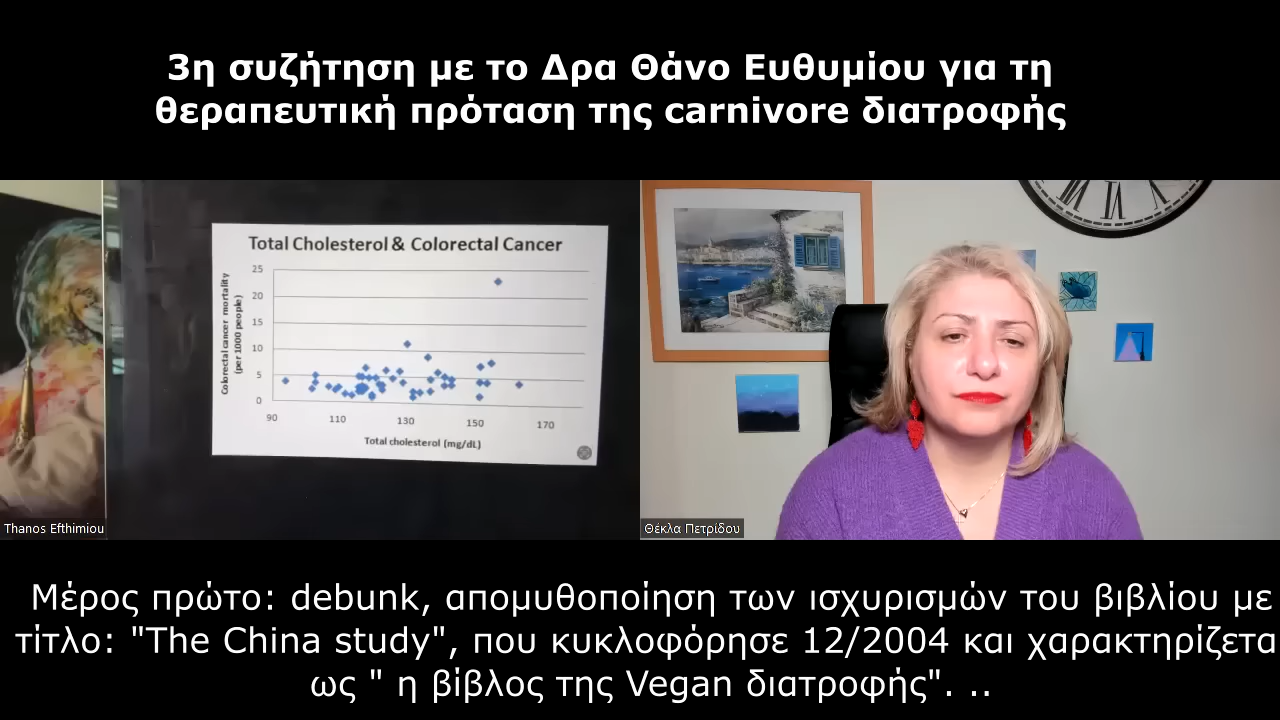 3η συζήτηση με το Δρα Θάνο Ευθυμίου για τη
θεραπευτική πρόταση της carnivore διατροφής
Total Cholesterol & Colorectal Cancer
Colorectal cancer mortality
(per 1000 people)
25
20
15
10
5
0
90 110 130 150 170
Total cholesterol (mg/dL)
Thanos Efthimiou
Θέκλα Πετρίδου
Μέρος πρώτο: debunk, απομυθοποίηση των ισχυρισμών του βιβλίου με
τίτλο: "The China study", που κυκλοφόρησε 12/2004 και χαρακτηρίζετα
ως " η βίβλος της Vegan διατροφής". ..